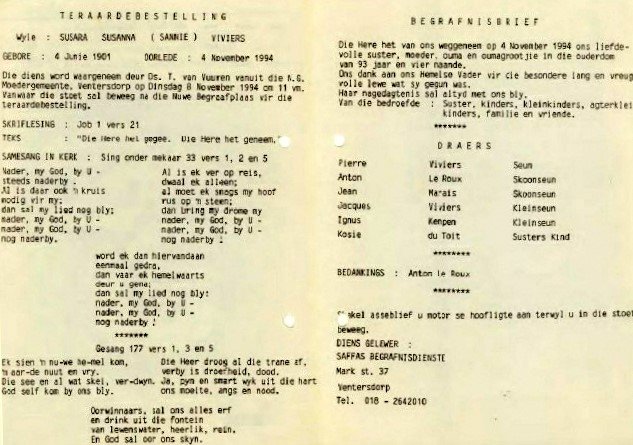 TERAARDEBESTELLING
Wyle : SUSARA SUSANNA (SANNIE) VIVIERS
GEBORE : 4 Junie 1901 OORLEDE : 4 November 1994
Die diens word waargeneem deur Ds. T. van Vuuren vanuit die N.G.
Moedergemeente, Ventersdorp op Dinsdag 8 November 1994 om 11 vm.
Vanwaar die stoet sal beweeg na die Nuwe Begraafplaas vir die
teraardebestelling.
SKRIFLESING : Job 1 vers 21
TEKS : "Die Here het gegee. Die Here het geneem."
SAMESANG IN KERK : Sing onder mekaar 33 vers 1, 2 en 5
Nader, my God, by U -
steeds naderby.
Al is daar ook 'n kruis
nodig vir my;
dan sal my lied nog bly:
nader, my God, by U -
nader, my God, by U -
nog naderby.
Al is ek ver op reis,
dwaal ek alleen;
al moet ek smags my hoof
rus op 'n steen;
dan bring my drome my
nader, my God, by U -
nader, my God, by U -
nog naderby !
word ek dan hiervandaan
eenmaal gedra,
dan vaar ek hemelwaarts
deur u gena;
dan sal my lied nog bly:
nader, my God, by U -
nader, my God, by U -
nog naderby !
*******
Gesang 177 vers 1, 3 en 5
Ek sien 'n nu-we he-mel kom,
'n aar-de nuut en vry.
Die see en al wat skei, ver-dwyn.
God self kom by ons bly.
Die Heer droog al die trane af,
verby is droefheid, dood.
Ja, pyn en smart wyk uit die hart
ons moeite, angs en nood.
Oorwinnaars, sal ons alles erf
en drink uit die fontein
van lewenswater, heerlik, rein.
En God sal oor ons skyn.
BEGRAFNISBRIEF
Die Here het van ons weggeneem op 4 November 1994 ons liefde-
volle suster, moeder, ouma en oumagrootjie in die ouderdom
van 93 jaar en vier maande.
Ons dank aan ons Hemelse Vader vir die besondere lang en vreug
volle lewe wat sy gegun was.
Haar nagedagtenis sal altyd met ons bly.
Van die bedroefde : Suster, kinders, kleinkinders, agterklei
kinders, familie en vriende.
*******
DRAERS
Pierre Viviers Seun
Anton Le Roux Skoonseun
Jean Marais Skoonseun
Jacques Viviers Kleinseun
Ignus Kempen Kleinseun
Kosie du Toit Susters Kind
********
BEDANKINGS : Anton le Roux
********
Skakel asseblief u motor se hoofligte aan terwyl u in die stoet
beweeg.
DIENS GELEWER :
SAFFAS BEGRAFNISDIENSTE
Mark st. 37
Ventersdorp
Tel. 018 - 2642010